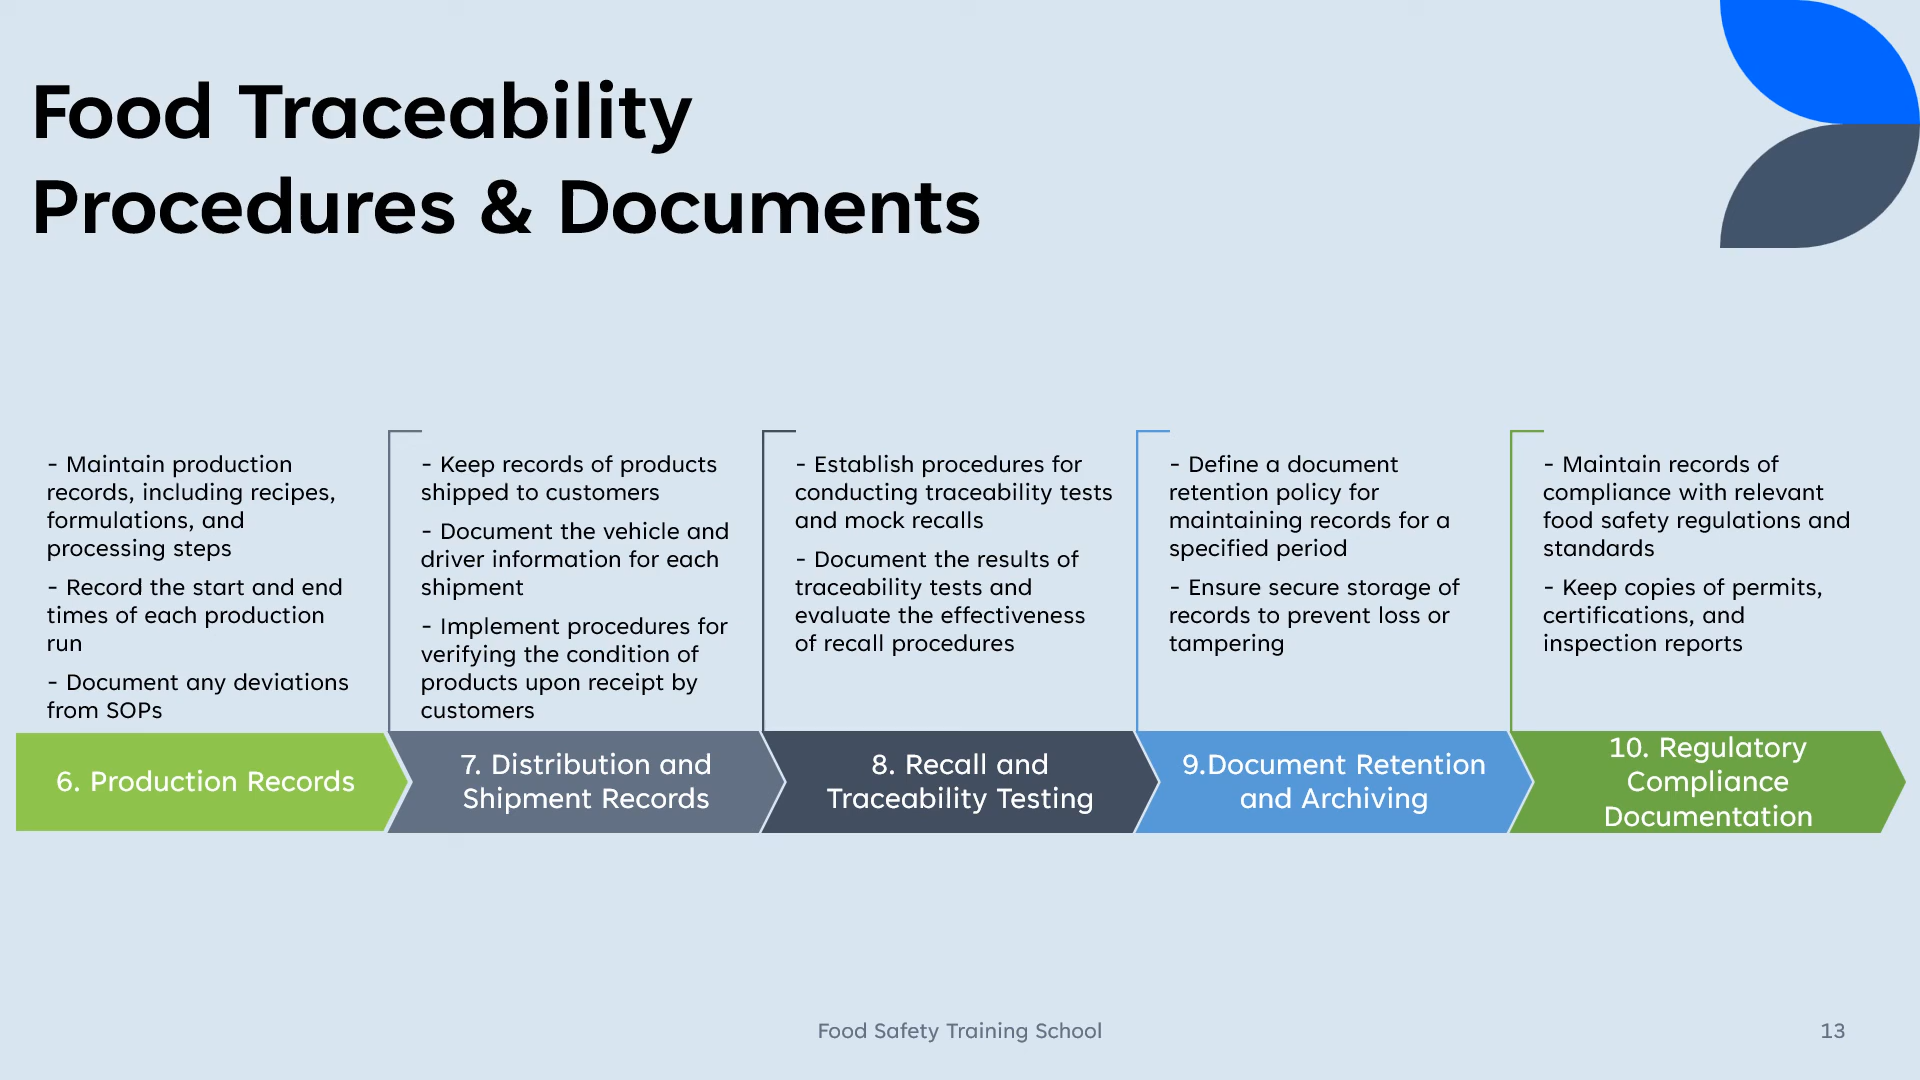 Food Traceability
Procedures & Documents
- Maintain production
records, including recipes,
formulations, and
processing steps
- Record the start and end
times of each production
run
- Document any deviations
from SOPs
6. Production Records
- Keep records of products
shipped to customers
- Document the vehicle and
driver information for each
shipment
- Implement procedures for
verifying the condition of
products upon receipt by
customers
7. Distribution and
Shipment Records
- Establish procedures for
conducting traceability tests
and mock recalls
- Document the results of
traceability tests and
evaluate the effectiveness
of recall procedures
8. Recall and
Traceability Testing
- Define a document
retention policy for
maintaining records for a
specified period
- Ensure secure storage of
records to prevent loss or
tampering
9.Document Retention
and Archiving
- Maintain records of
compliance with relevant
food safety regulations and
standards
- Keep copies of permits,
certifications, and
inspection reports
10. Regulatory
Compliance
Documentation
Food Safety Training School
13